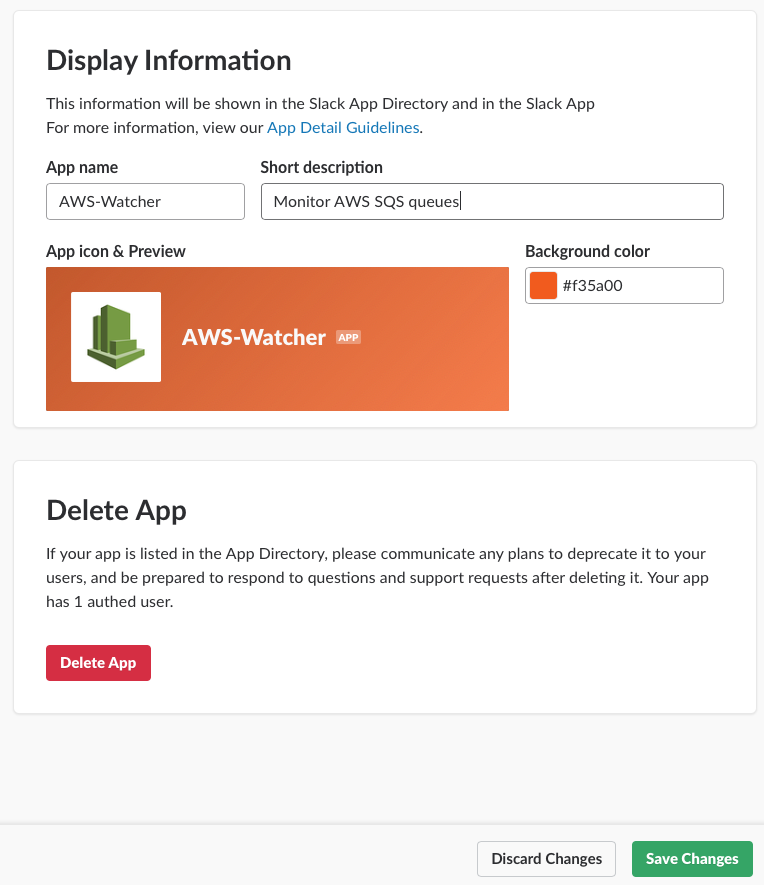 Display Information
This information will be shown in the Slack App Directory and in the Slack App
For more information, view our App Detail Guidelines.
App name
Short description
AWS-Watcher
Monitor AWS SQS queues
App icon & Preview
Background color
#f35a00
AWS-Watcher APP
Delete App
If your app is listed in the App Directory, please communicate any plans to deprecate it to your
users, and be prepared to respond to questions and support requests after deleting it. Your app
has 1 authed user.
Delete App
Discard Changes
Save Changes